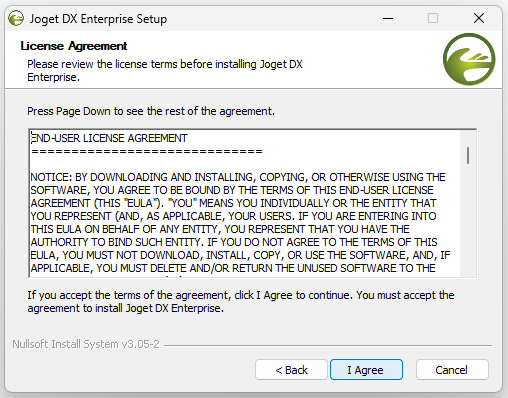 Joget DX Enterprise Setup
License Agreement
Please review the license terms before installing Joget DX
Enterprise.
Press Page Down to see the rest of the agreement.
END-USER LICENSE AGREEMENT
==============================
NOTICE: BY DOWNLOADING AND INSTALLING, COPYING, OR OTHERWISE USING THE
SOFTWARE, YOU AGREE TO BE BOUND BY THE TERMS OF THIS END-USER LICENSE
AGREEMENT (THIS "EULA"). "YOU" MEANS YOU INDIVIDUALLY OR THE ENTITY THAT
YOU REPRESENT (AND, AS APPLICABLE, YOUR USERS. IF YOU ARE ENTERING INTO
THIS EULA ON BEHALF OF ANY ENTITY, YOU REPRESENT THAT YOU HAVE THE
AUTHORITY TO BIND SUCH ENTITY. IF YOU DO NOT AGREE TO THE TERMS OF THIS
EULA, YOU MUST NOT DOWNLOAD, INSTALL, COPY, OR USE THE SOFTWARE, AND, IF
APPLICABLE, YOU MUST DELETE AND/OR RETURN THE UNUSED SOFTWARE TO THE
If you accept the terms of the agreement, click I Agree to continue. You must accept the
agreement to install Joget DX Enterprise.
Nullsoft Install System v3.05-2
< Back
I Agree
Cancel